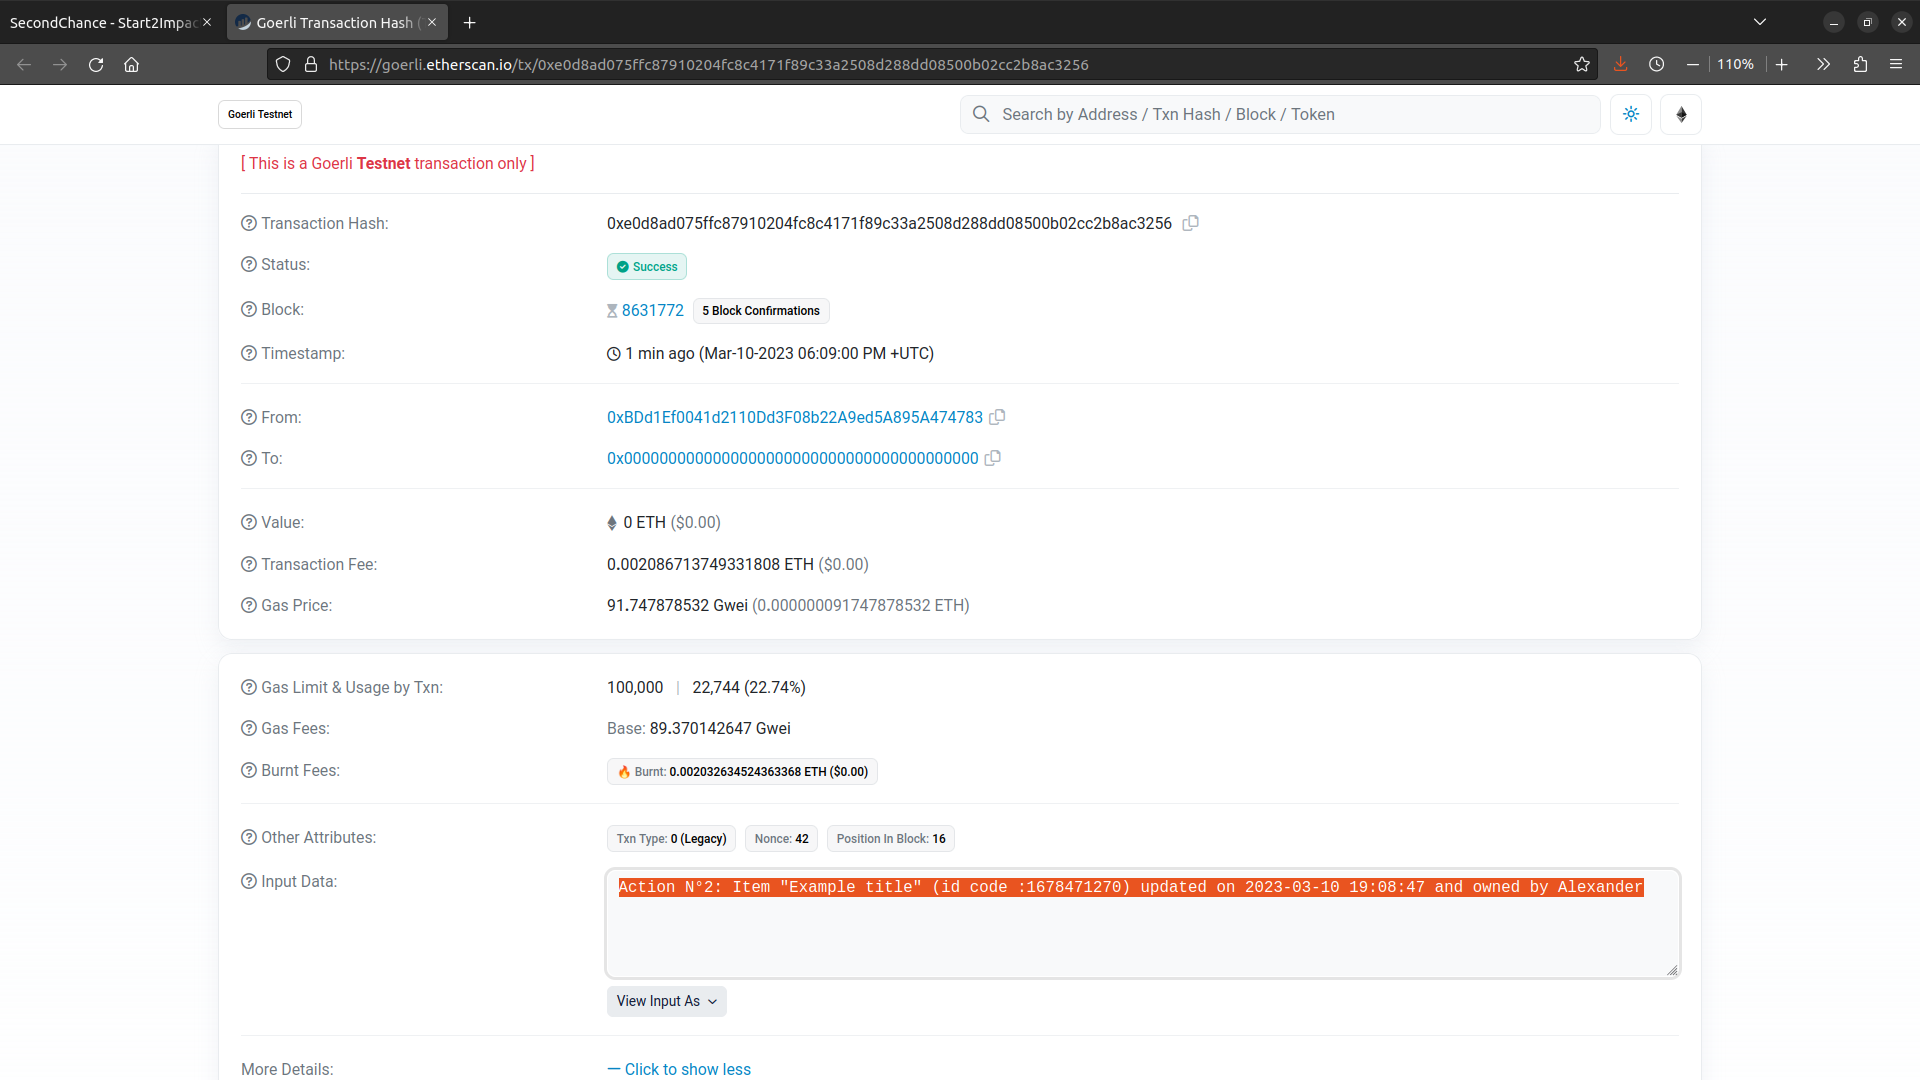 SecondChance - Start2Impac
Goerli Transaction Hash (
https://goerli.etherscan.io/tx/0xe0d8ad075ffc87910204fc8c4171f89c33a2508d288dd08500b02cc2b8ac3256
110%
Goerli Testnet
Search by Address / Txn Hash / Block / Token
[ This is a Goerli Testnet transaction only ]
Transaction Hash: 0xe0d8ad075ffc87910204fc8c4171f89c33a2508d288dd08500b02cc2b8ac3256
Status: Success
Block: 8631772 5 Block Confirmations
Timestamp: 1 min ago (Mar-10-2023 06:09:00 PM +UTC)
From: 0xBDd1Ef0041d2110Dd3F08b22A9ed5A895A474783
To: 0x0000000000000000000000000000000000000000
Value: 0 ETH ($0.00)
Transaction Fee: 0.002086713749331808 ETH ($0.00)
Gas Price: 91.747878532 Gwei (0.000000091747878532 ETH)
Gas Limit & Usage by Txn: 100,000 | 22,744 (22.74%)
Gas Fees: Base: 89.370142647 Gwei
Burnt Fees: Burnt: 0.002032634524363368 ETH ($0.00)
Other Attributes: Txn Type: 0 (Legacy) Nonce: 42 Position In Block: 16
Input Data: Action N°2: Item "Example title" (id code :1678471270) updated on 2023-03-10 19:08:47 and owned by Alexander
View Input As
More Details: — Click to show less